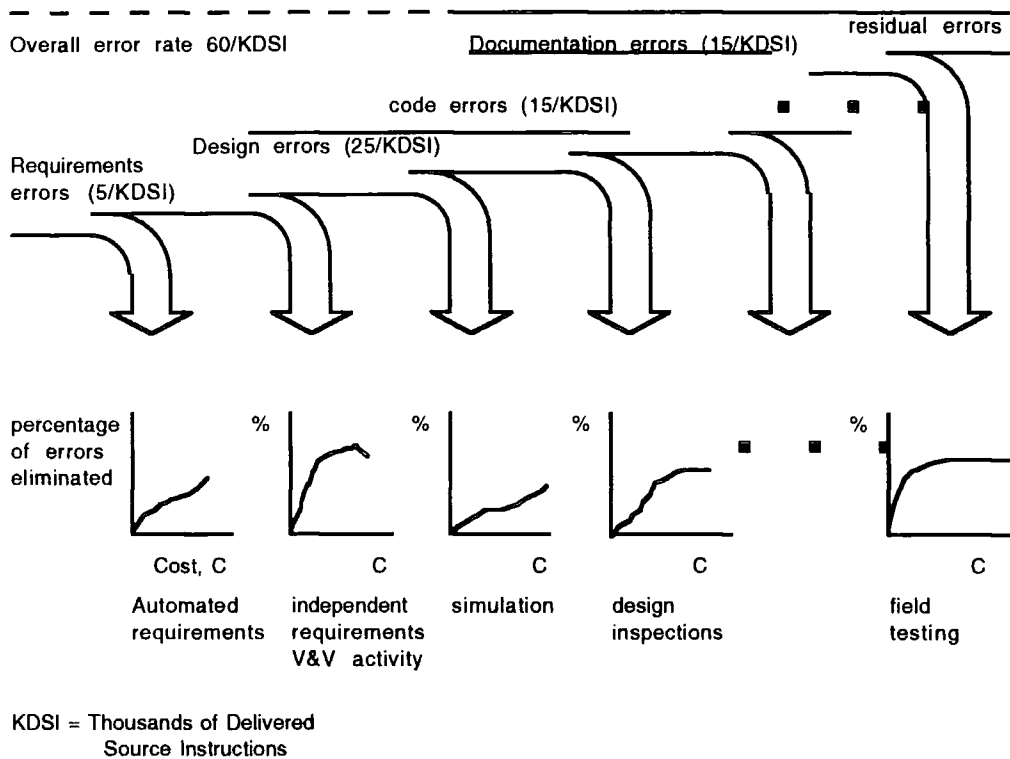 residual errors
Overall error rate 60/KDSI
Documentation errors (15/KDSI)
code errors (15/KDSI)
Design errors (25/KDSI)
Requirements
errors (5/KDSI)
percentage
of errors
eliminated
%
%
%
%
Cost, C
C
C
C
C
Automated
requirements
independent
requirements
V&V activity
simulation
design
inspections
field
testing
KDSI = Thousands of Delivered
Source Instructions